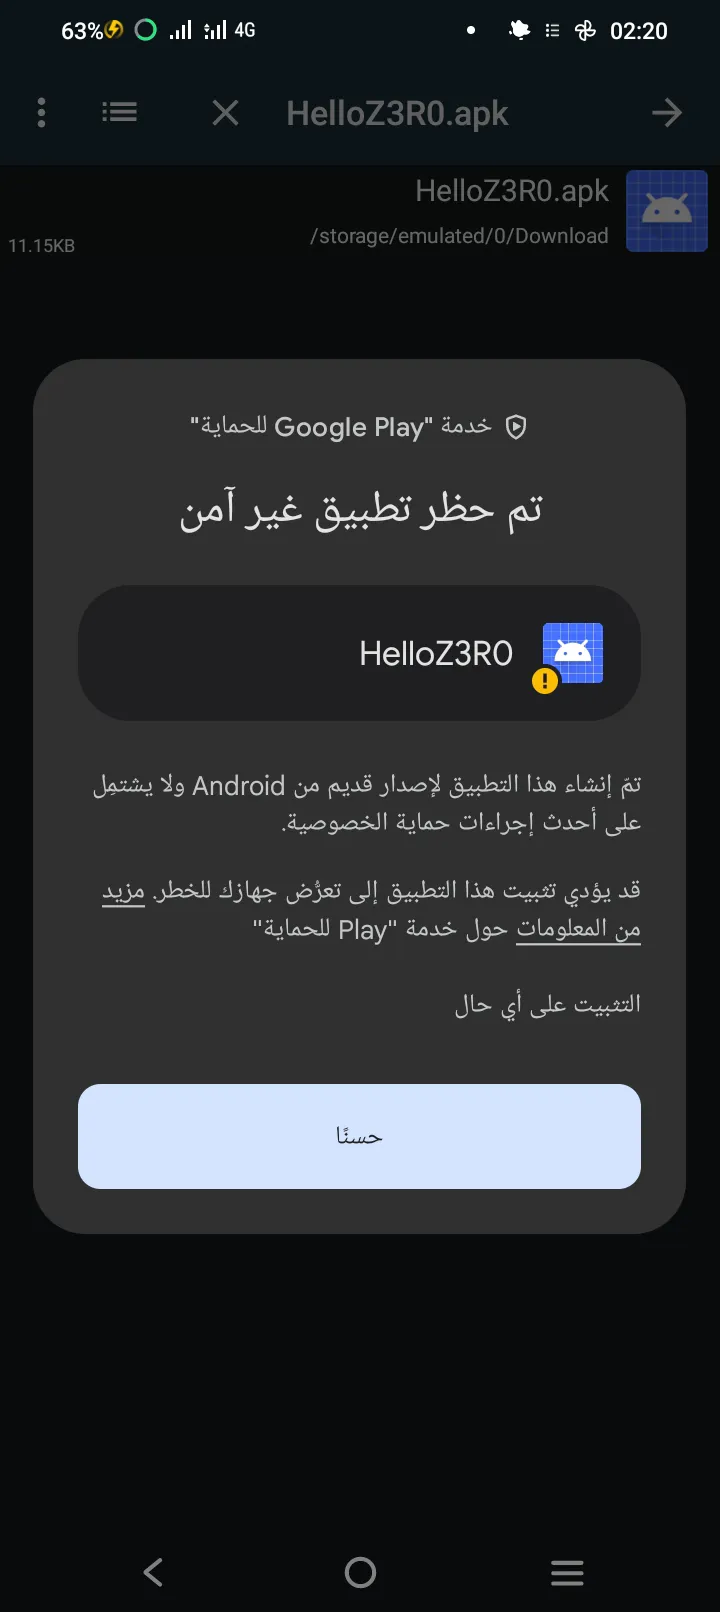 63% 4G 02:20
HelloZ3R0.apk
HelloZ3R0.apk
/storage/emulated/0/Download
11.15KB
خدمة "Google Play للحماية"
تم حظر تطبيق غير آمن
HelloZ3R0
تمّ إنشاء هذا التطبيق لإصدار قديم من Android ولا يشتمِل
على أحدث إجراءات حماية الخصوصية.
قد يؤدي تثبيت هذا التطبيق إلى تعرُّض جهازك للخطر. مزيد
من المعلومات حول خدمة "Play للحماية"
التثبيت على أي حال
حسنًا